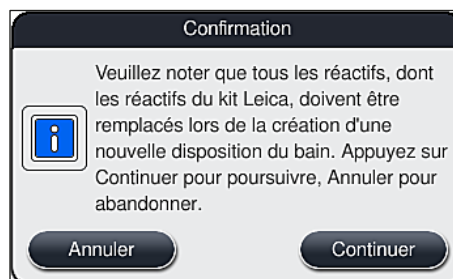 Confirmation
Veuillez noter que tous les réactifs, dont
les réactifs du kit Leica, doivent être
remplacés lors de la création d'une
nouvelle disposition du bain. Appuyez sur
Continuer pour poursuivre, Annuler pour
abandonner.
Annuler
Continuer